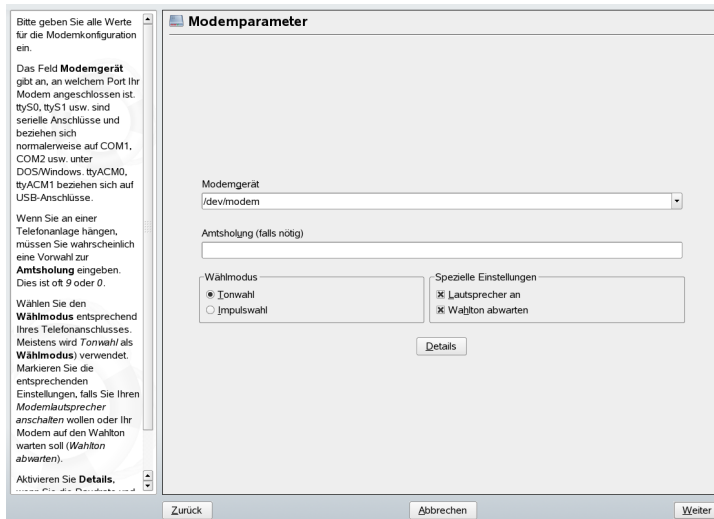 Bitte geben Sie alle Werte
für die Modemkonfiguration
ein.
Das Feld Modemgerät
gibt an, an welchem Port Ihr
Modem angeschlossen ist.
ttyS0, ttyS1 usw. sind
serielle Anschlüsse und
beziehen sich
normalerweise auf COM1,
COM2 usw. unter
DOS/Windows. ttyACM0,
ttyACM1 beziehen sich auf
USB-Anschlüsse.
Wenn Sie an einer
Telefonanlage hängen,
müssen Sie wahrscheinlich
eine Vorwahl zur
Amtsholung eingeben.
Dies ist oft 9 oder 0.
Wählen Sie den
Wählmodus entsprechend
Ihres Telefonanschlusses.
Meistens wird Tonwahl als
Wählmodus) verwendet.
Markieren Sie die
entsprechenden
Einstellungen, falls Sie Ihren
Modemlautsprecher
anschalten wollen oder Ihr
Modem auf den Wahlton
warten soll (Wahlton
abwarten).
Aktivieren Sie Details,
Modemparameter
Modemgerät
/dev/modem
Amtsholung (falls nötig)
Wählmodus
Tonwahl
Impulswahl
Spezielle Einstellungen
Lautsprecher an
Wahlton abwarten
Details
Zurück
Abbrechen
Weiter